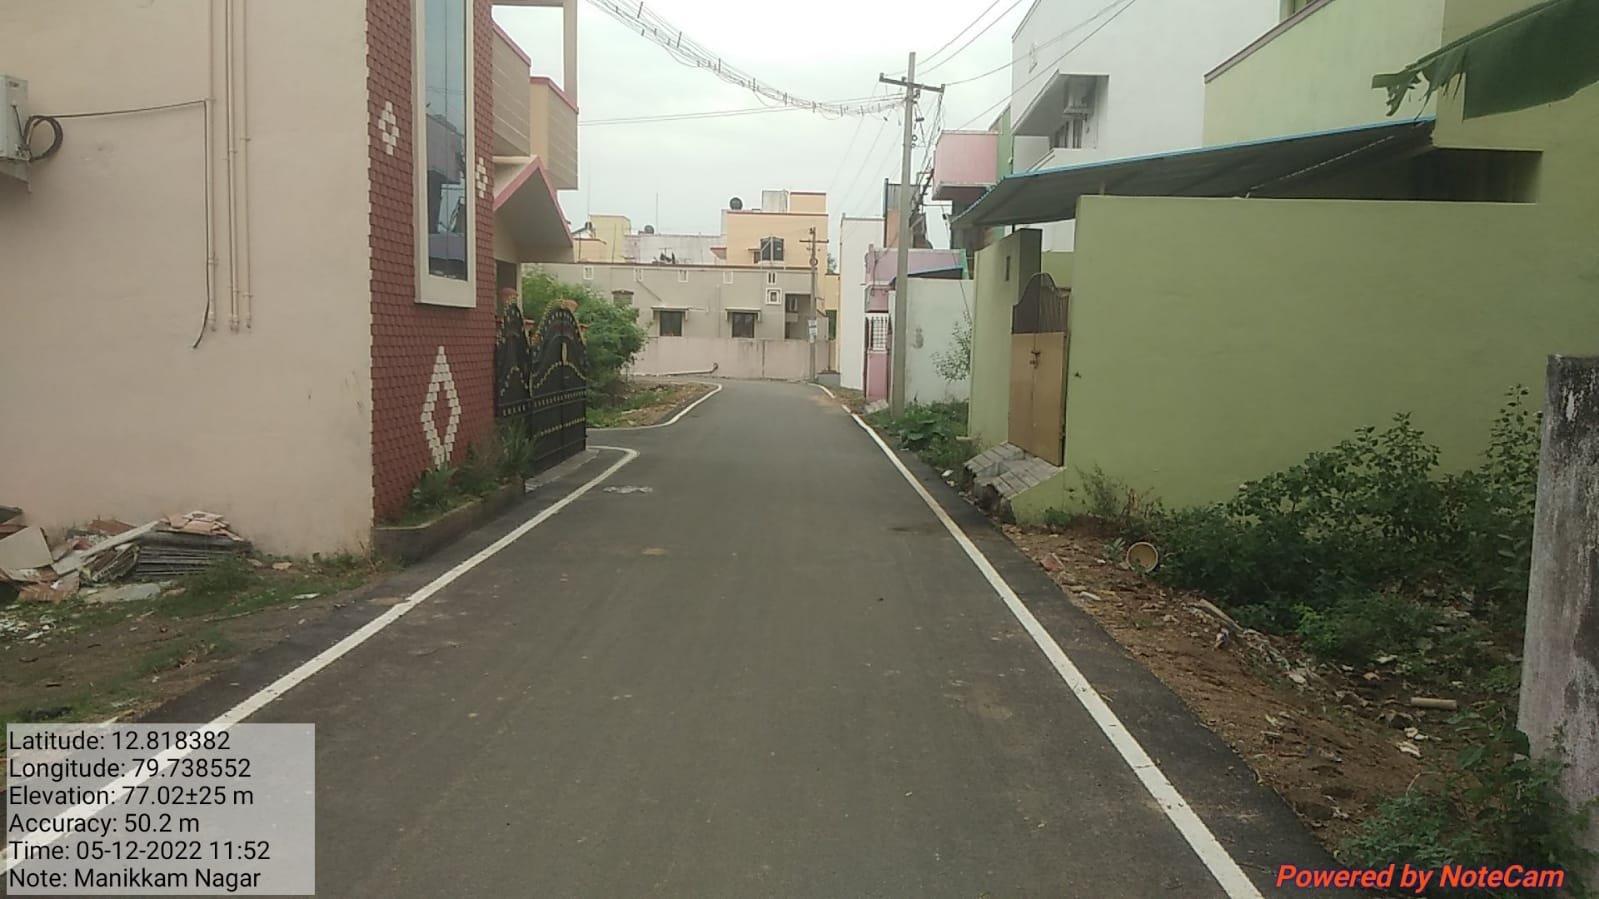 Latitude: 12.818382
Longitude: 79.738552
Elevation: 77.02±25 m
Accuracy: 50.2 m
Time: 05-12-2022 11:52
Note: Manikkam Nagar
Powered by NoteCam